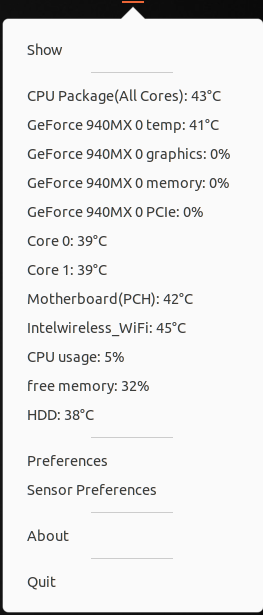 Show
CPU Package(All Cores): 43°C
GeForce 940MX 0 temp: 41°C
GeForce 940MX 0 graphics: 0%
GeForce 940MX 0 memory: 0%
GeForce 940MX 0 PCIe: 0%
Core 0: 39°C
Core 1: 39°C
Motherboard(PCH): 42°C
Intelwireless_WiFi: 45°C
CPU usage: 5%
free memory: 32%
HDD: 38°C
Preferences
Sensor Preferences
About
Quit